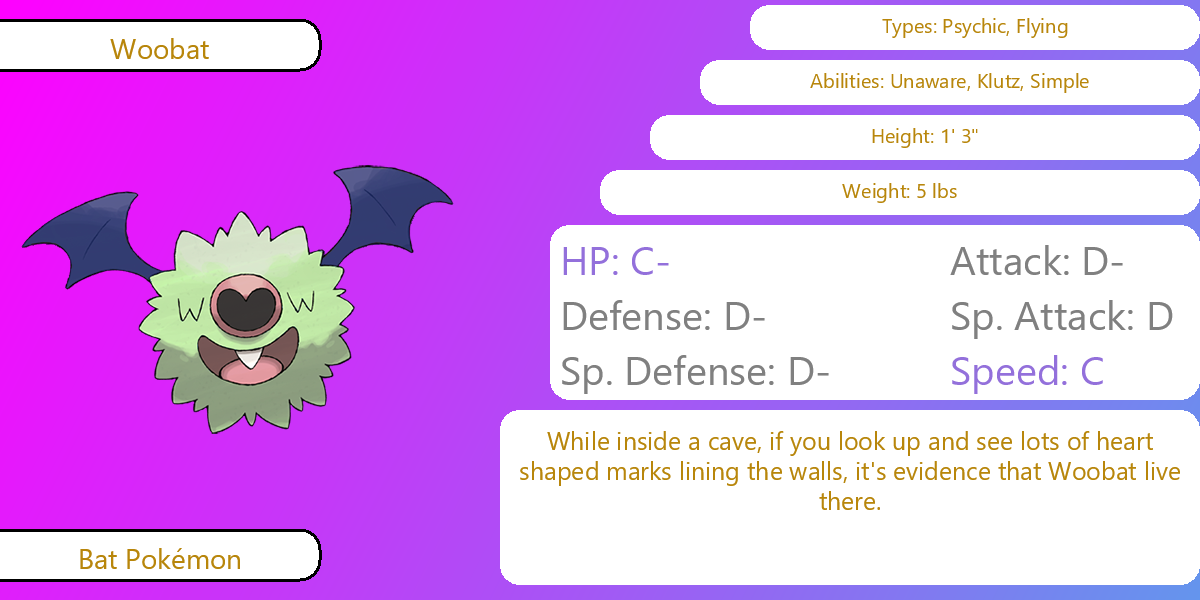 Woobat
Types: Psychic, Flying
Abilities: Unaware, Klutz, Simple
Height: 1' 3"
Weight: 5 lbs
HP: C-
Attack: D-
Defense: D-
Sp. Attack: D
Sp. Defense: D-
Speed: C
While inside a cave, if you look up and see lots of heart
shaped marks lining the walls, it's evidence that Woobat live
there.
Bat Pokémon